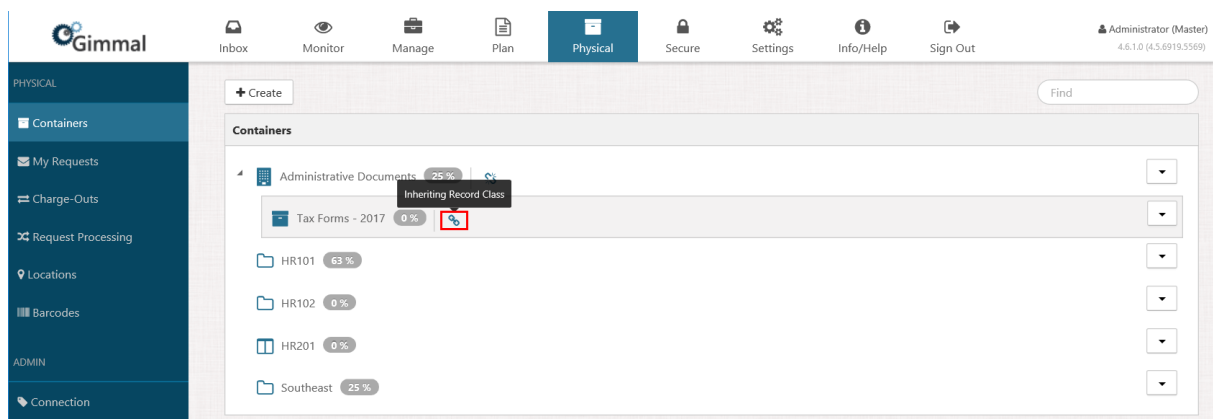 Gimmal
Inbox
Monitor
Manage
Plan
Physical
Secure
Settings
Info/Help
Sign Out
Administrator (Master)
4.6.1.0 (4.5.6919.5569)
PHYSICAL
Containers
My Requests
Charge-Outs
Request Processing
Locations
Barcodes
ADMIN
Connection
Create
Find
Containers
Administrative Documents 25 %
Inheriting Record Class
Tax Forms - 2017 0 %
HR101 63 %
HR102 0 %
HR201 0 %
Southeast 25 %